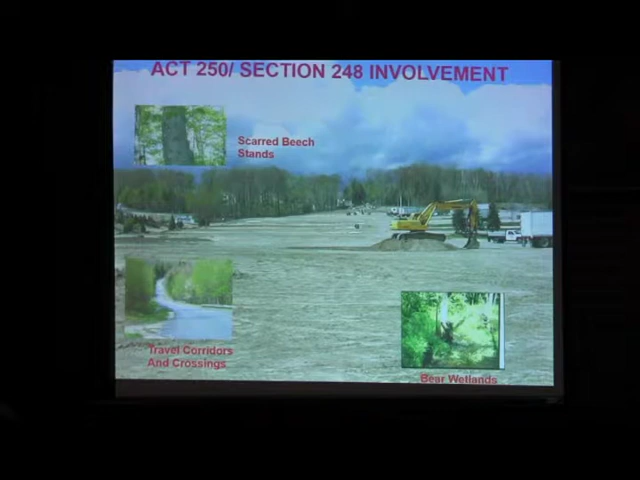 ACT 250/ SECTION 248 INVOLVEMENT
Scarred Beech
Stands
Travel Corridors
And Crossings
Bear Wetlands